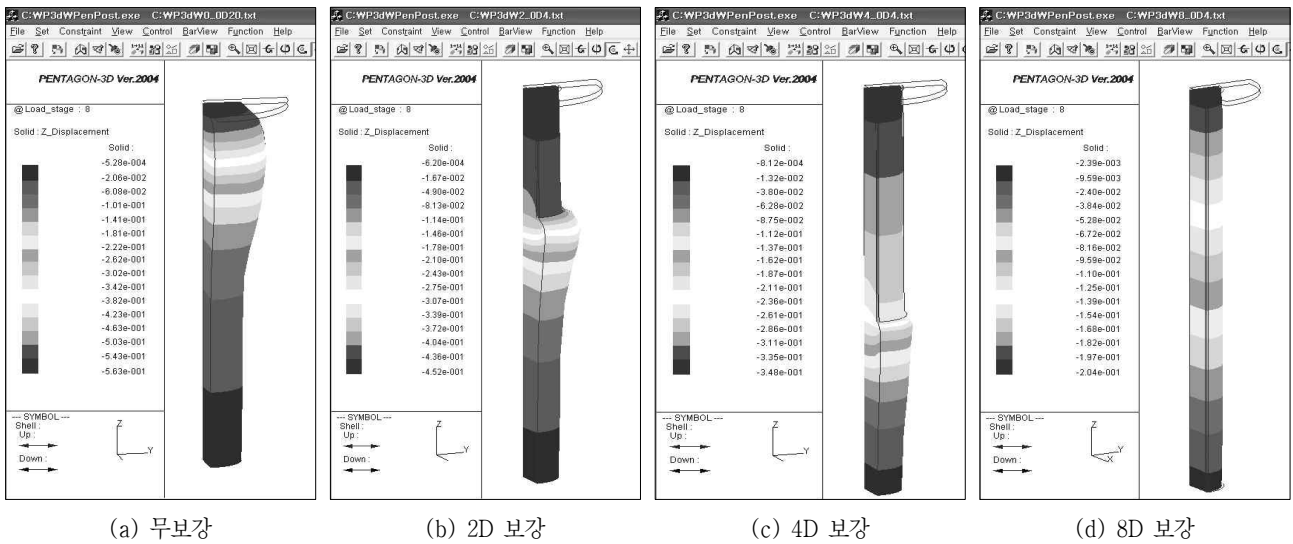 C:₩P3d₩PenPost.exe C:₩P3d₩0_0D20.txt
File Set Constraint View Control BarView Function Help
PENTAGON-3D Ver.2004
@ Load_stage : 8
Solid : Z_Displacement
Solid :
-5.28e-004
-2.06e-002
-6.08e-002
-1.01e-001
-1.41e-001
-1.81e-001
-2.22e-001
-2.62e-001
-3.02e-001
-3.42e-001
-3.82e-001
-4.23e-001
-4.63e-001
-5.03e-001
-5.43e-001
-5.63e-001
--- SYMBOL ---
Shell :
Up :
Down :
Z
Y
(a) 무보강
C:₩P3d₩PenPost.exe C:₩P3d₩2_0D4.txt
File Set Constraint View Control BarView Function Help
PENTAGON-3D Ver.2004
@ Load_stage : 8
Solid : Z_Displacement
Solid :
-6.20e-004
-1.67e-002
-4.90e-002
-8.13e-002
-1.14e-001
-1.46e-001
-1.78e-001
-2.10e-001
-2.43e-001
-2.75e-001
-3.07e-001
-3.39e-001
-3.72e-001
-4.04e-001
-4.36e-001
-4.52e-001
--- SYMBOL ---
Shell :
Up :
Down :
Z
Y
(b) 2D 보강
C:₩P3d₩PenPost.exe C:₩P3d₩4_0D4.txt
File Set Constraint View Control BarView Function Help
PENTAGON-3D Ver.2004
@ Load_stage : 8
Solid : Z_Displacement
Solid :
-8.12e-004
-1.32e-002
-3.80e-002
-6.28e-002
-8.75e-002
-1.12e-001
-1.37e-001
-1.62e-001
-1.87e-001
-2.11e-001
-2.36e-001
-2.61e-001
-2.86e-001
-3.11e-001
-3.35e-001
-3.48e-001
--- SYMBOL ---
Shell :
Up :
Down :
Z
Y
(c) 4D 보강
C:₩P3d₩PenPost.exe C:₩P3d₩8_0D4.txt
File Set Constraint View Control BarView Function Help
PENTAGON-3D Ver.2004
@ Load_stage : 8
Solid : Z_Displacement
Solid :
-2.39e-003
-9.59e-003
-2.40e-002
-3.84e-002
-5.28e-002
-6.72e-002
-8.16e-002
-9.59e-002
-1.10e-001
-1.25e-001
-1.39e-001
-1.54e-001
-1.68e-001
-1.82e-001
-1.97e-001
-2.04e-001
--- SYMBOL ---
Shell :
Up :
Down :
Z
Y
X
(d) 8D 보강